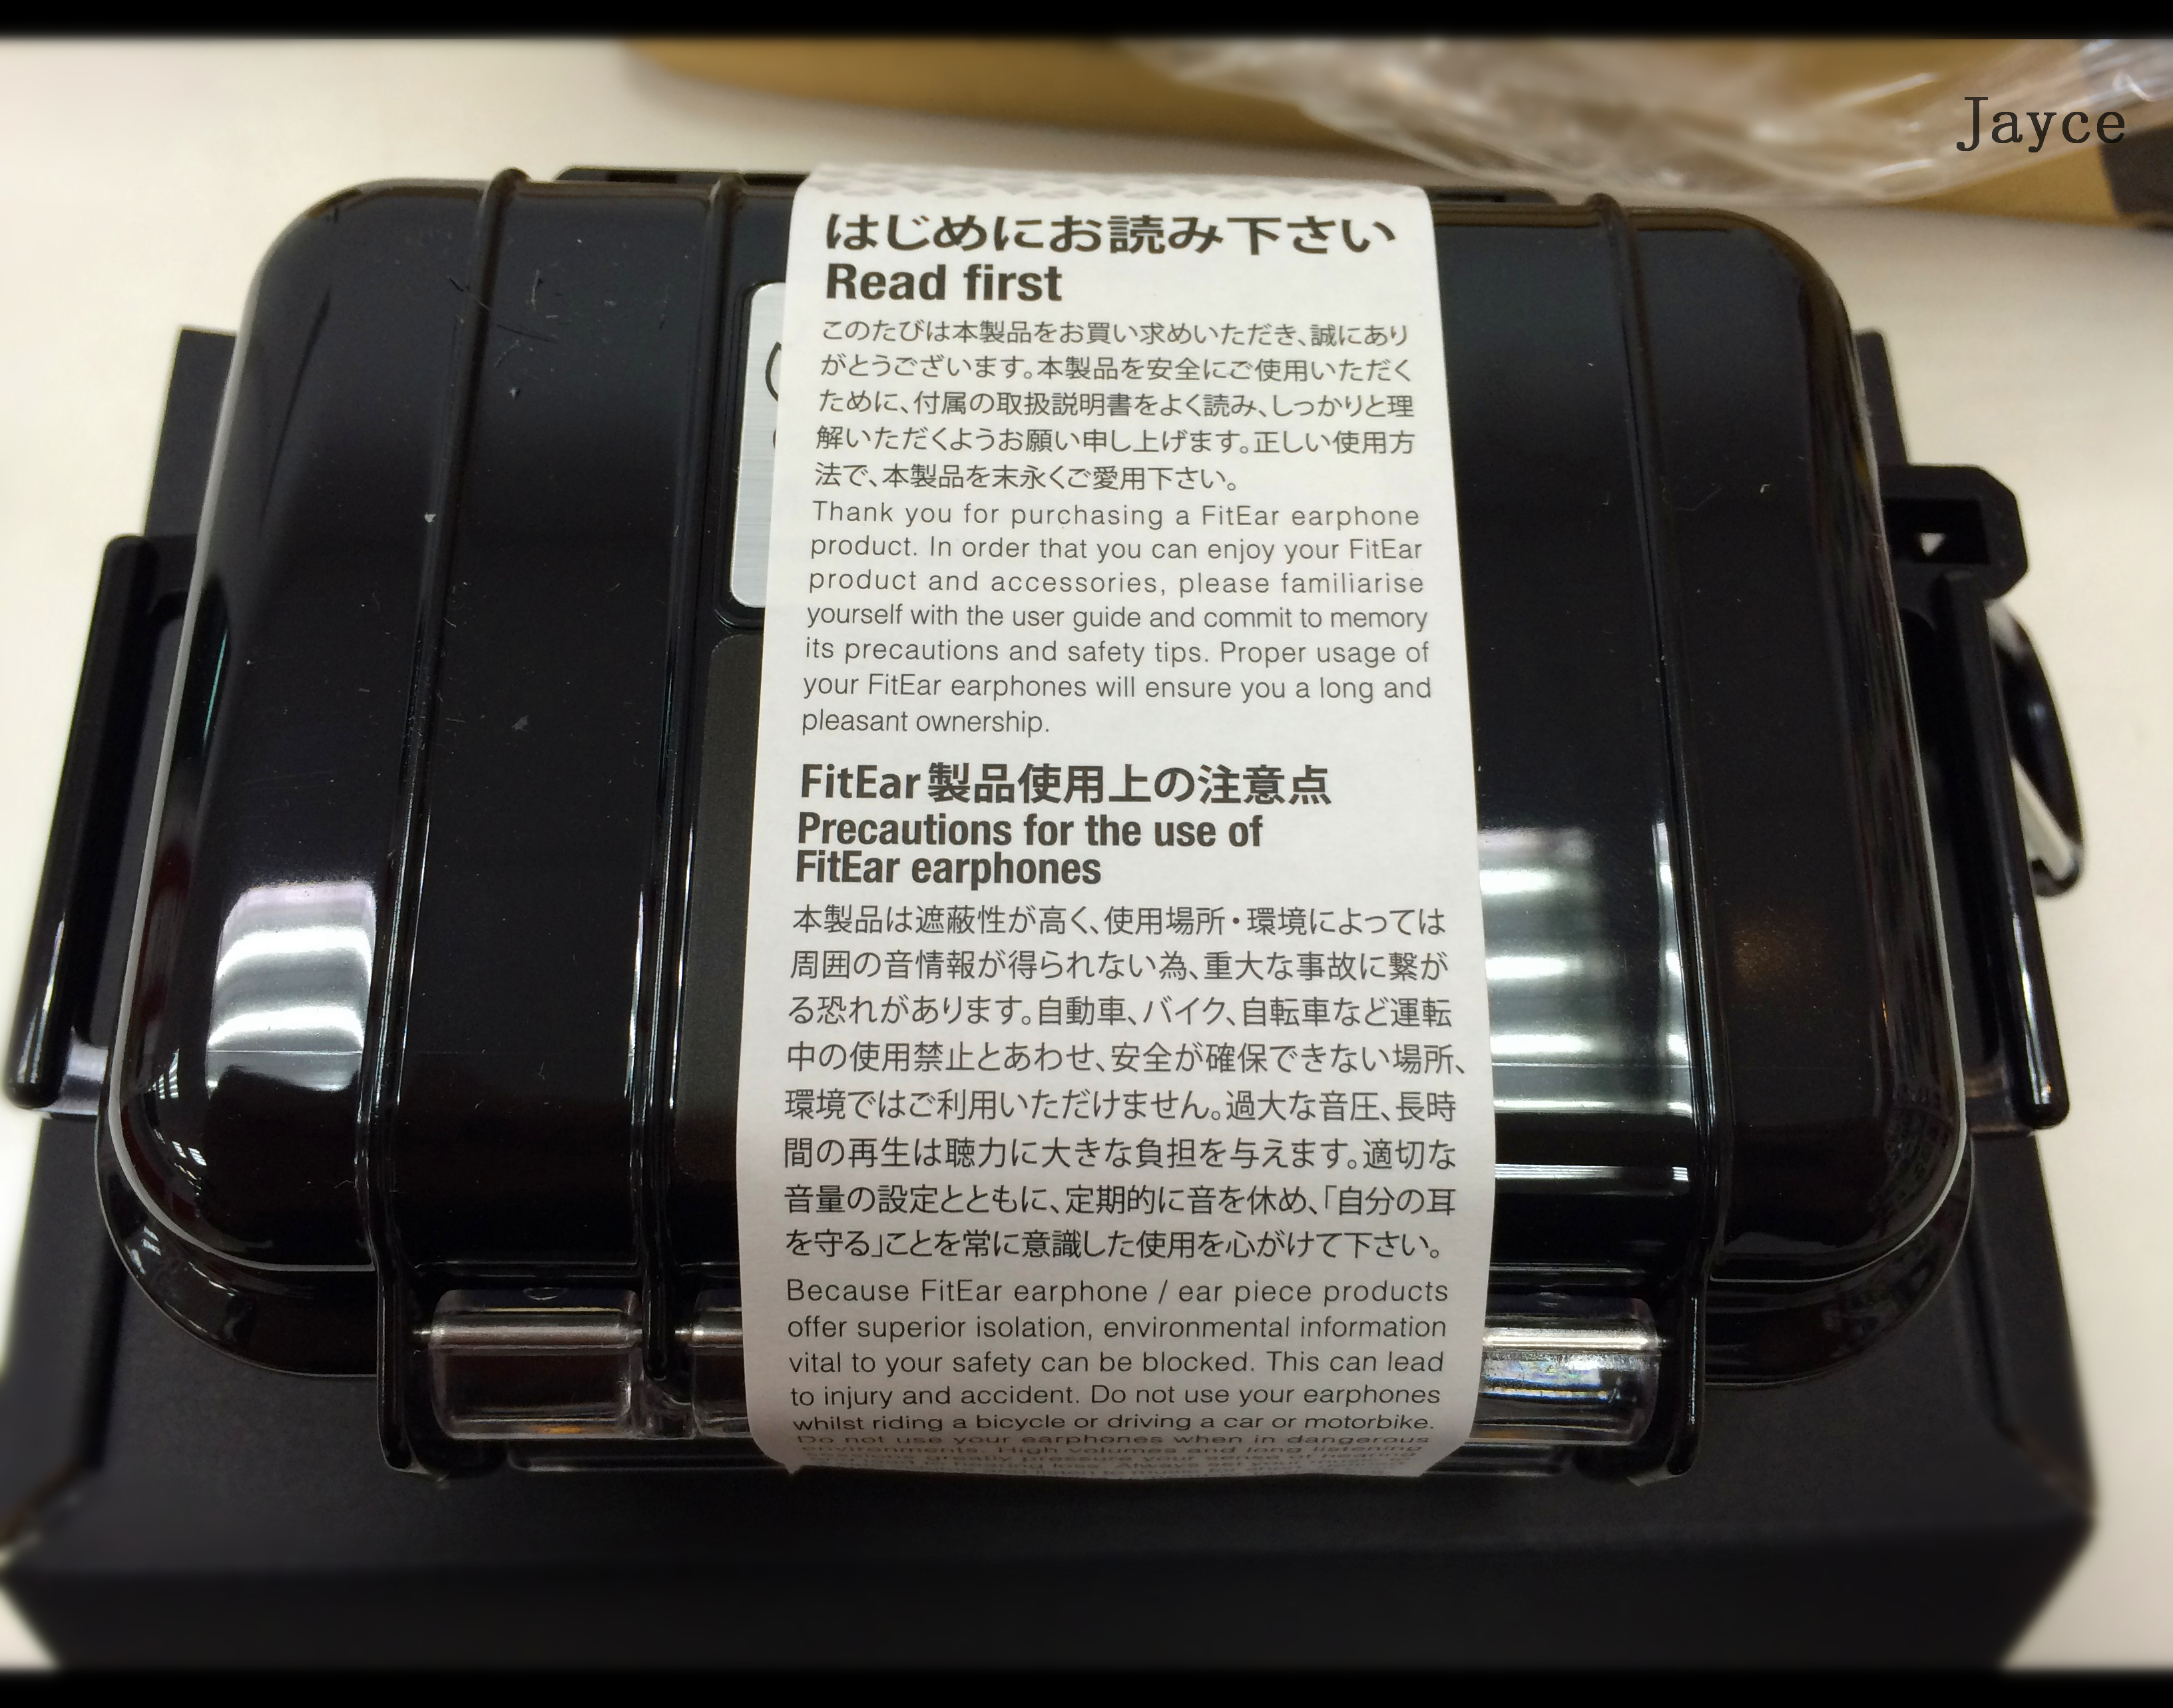 Jayce
はじめにお読み下さい
Read first
このたびは本製品をお買い求めいただき、誠にあり
がとうございます。本製品を安全にご使用いただく
ために、付属の取扱説明書をよく読み、しっかりと理
解いただくようお願い申し上げます。正しい使用方
法で、本製品を末永くご愛用下さい。
Thank you for purchasing a FitEar earphone
product. In order that you can enjoy your FitEar
product and accessories, please familiarise
yourself with the user guide and commit to memory
its precautions and safety tips. Proper usage of
your FitEar earphones will ensure you a long and
pleasant ownership.
FitEar製品使用上の注意点
Precautions for the use of
FitEar earphones
本製品は遮蔽性が高く、使用場所・環境によっては
周囲の音情報が得られない為、重大な事故に繋が
る恐れがあります。自動車、バイク、自転車など運転
中の使用禁止とあわせ、安全が確保できない場所、
環境ではご利用いただけません。過大な音圧、長時
間の再生は聴力に大きな負担を与えます。適切な
音量の設定とともに、定期的に音を休め、「自分の耳
を守る」ことを常に意識した使用を心がけて下さい。
Because FitEar earphone / ear piece products
offer superior isolation, environmental information
vital to your safety can be blocked. This can lead
to injury and accident. Do not use your earphones
whilst riding a bicycle or driving a car or motorbike.
Do not use your earphones when in dangerous
environments. High volumes and long listening